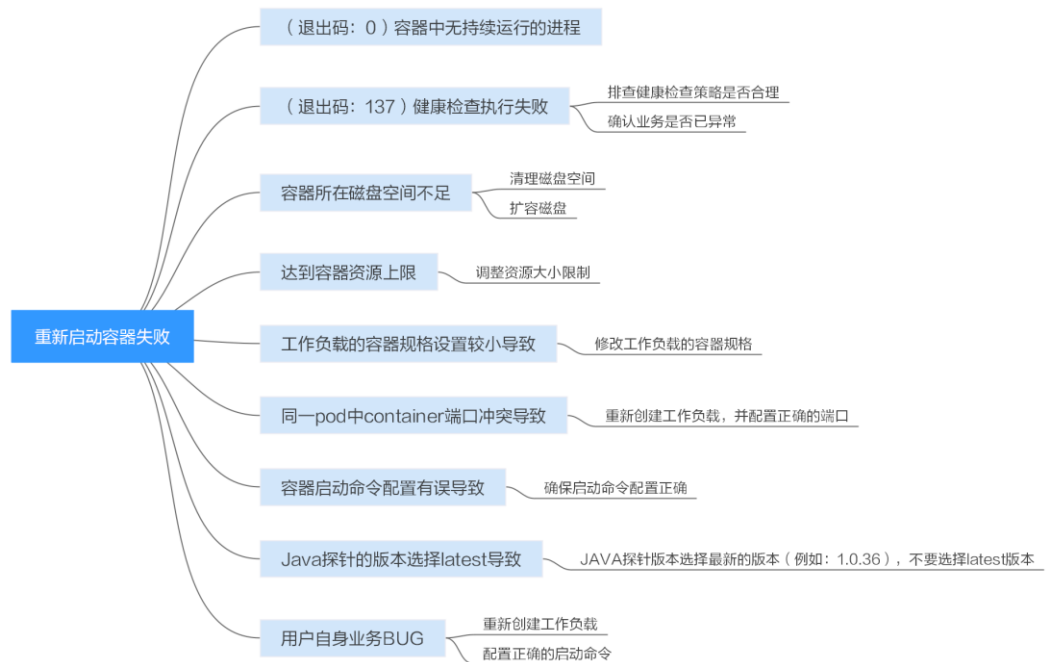 重新启动容器失败
（退出码：0）容器中无持续运行的进程
（退出码：137）健康检查执行失败
排查健康检查策略是否合理
确认业务是否已异常
容器所在磁盘空间不足
清理磁盘空间
扩容磁盘
达到容器资源上限
调整资源大小限制
工作负载的容器规格设置较小导致
修改工作负载的容器规格
同一pod中container端口冲突导致
重新创建工作负载，并配置正确的端口
容器启动命令配置有误导致
确保启动命令配置正确
Java探针的版本选择latest导致
JAVA探针版本选择最新的版本（例如：1.0.36），不要选择latest版本
用户自身业务BUG
重新创建工作负载
配置正确的启动命令